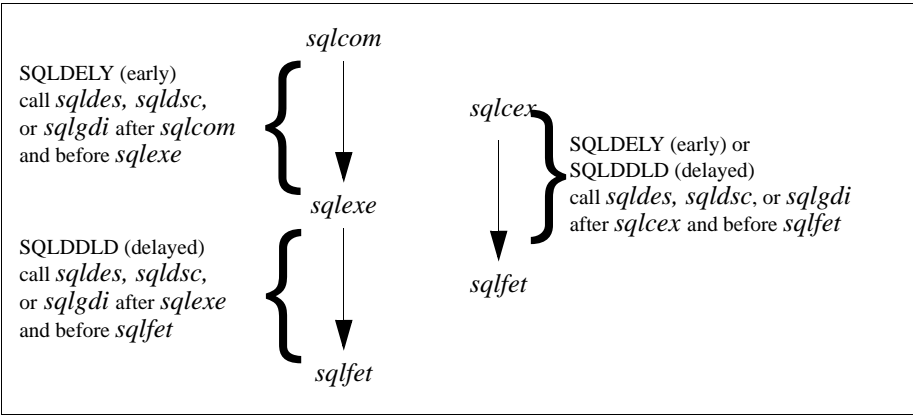 sqlcom
SQLDELY (early)
call sqldes, sqldsc,
or sqlgdi after sqlcom
and before sqlexe
sqlexe
SQLDDLD (delayed)
call sqldes, sqldsc,
or sqlgdi after sqlexe
and before sqlfet
sqlfet
sqlcex
SQLDELY (early) or
SQLDDLD (delayed)
call sqldes, sqldsc, or sqlgdi
after sqlcex and before sqlfet
sqlfet